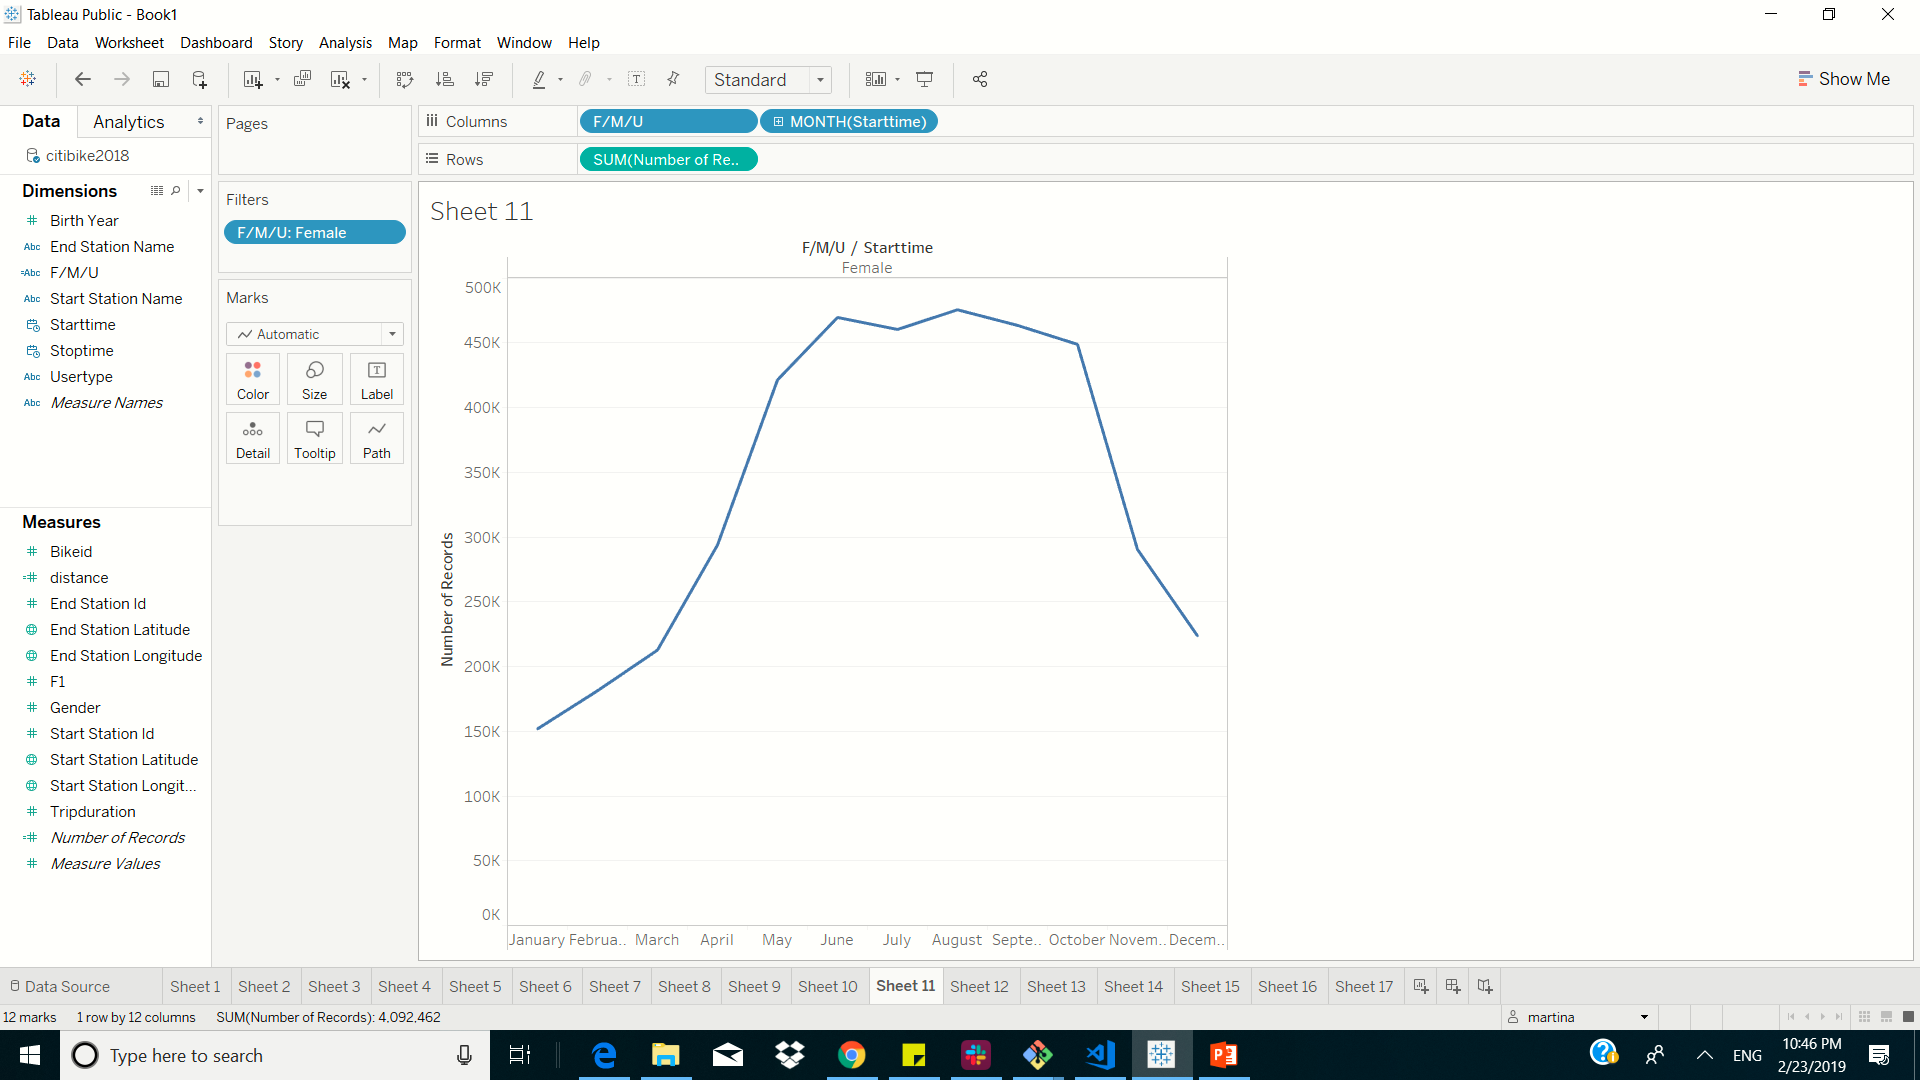 Tableau Public - Book1
File Data Worksheet Dashboard Story Analysis Map Format Window Help
Standard
Show Me
Data Analytics
citibike2018
Dimensions
Birth Year
Abc End Station Name
=Abc F/M/U
Abc Start Station Name
Starttime
Stoptime
Abc Usertype
Abc Measure Names
Measures
Bikeid
distance
End Station Id
End Station Latitude
End Station Longitude
F1
Gender
Start Station Id
Start Station Latitude
Start Station Longit...
Tripduration
Number of Records
Measure Values
Pages
Filters
F/M/U: Female
Marks
Automatic
Color Size Label
Detail Tooltip Path
Columns F/M/U MONTH(Starttime)
Rows SUM(Number of Re..
Sheet 11
F/M/U / Starttime
Female
Number of Records
500K
450K
400K
350K
300K
250K
200K
150K
100K
50K
0K
January Februa.. March April May June July August Septe.. October Novem.. Decem..
Data Source Sheet 1 Sheet 2 Sheet 3 Sheet 4 Sheet 5 Sheet 6 Sheet 7 Sheet 8 Sheet 9 Sheet 10 Sheet 11 Sheet 12 Sheet 13 Sheet 14 Sheet 15 Sheet 16 Sheet 17
12 marks 1 row by 12 columns SUM(Number of Records): 4,092,462 martina
Type here to search
ENG
10:46 PM
2/23/2019